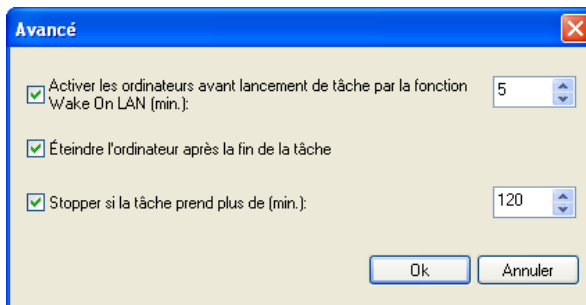 Avancé
Activer les ordinateurs avant lancement de tâche par la fonction
Wake On LAN (min.):
5
Éteindre l'ordinateur après la fin de la tâche
Stopper si la tâche prend plus de (min.):
120
Ok
Annuler